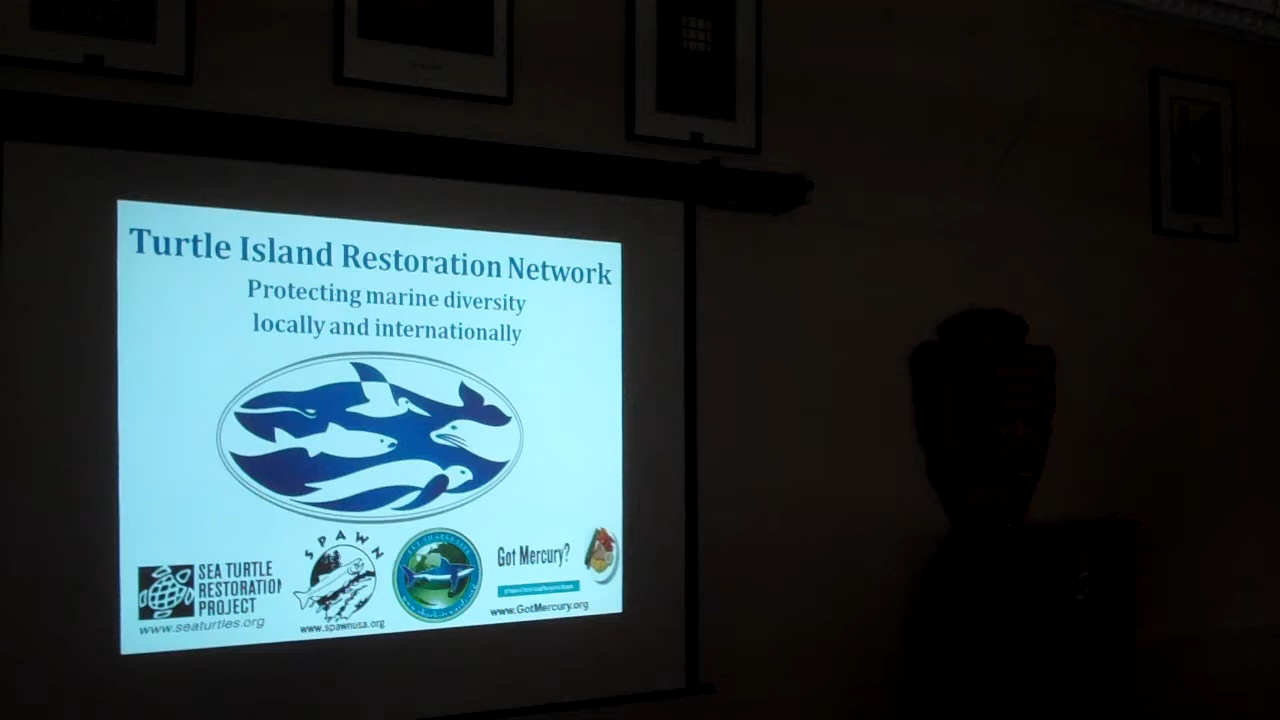 Turtle Island Restoration Network
Protecting marine diversity
locally and internationally
SEA TURTLE
RESTORATION
PROJECT
www.seaturtles.org
SPAWN
www.spawnusa.org
Got Mercury?
www.GotMercury.org